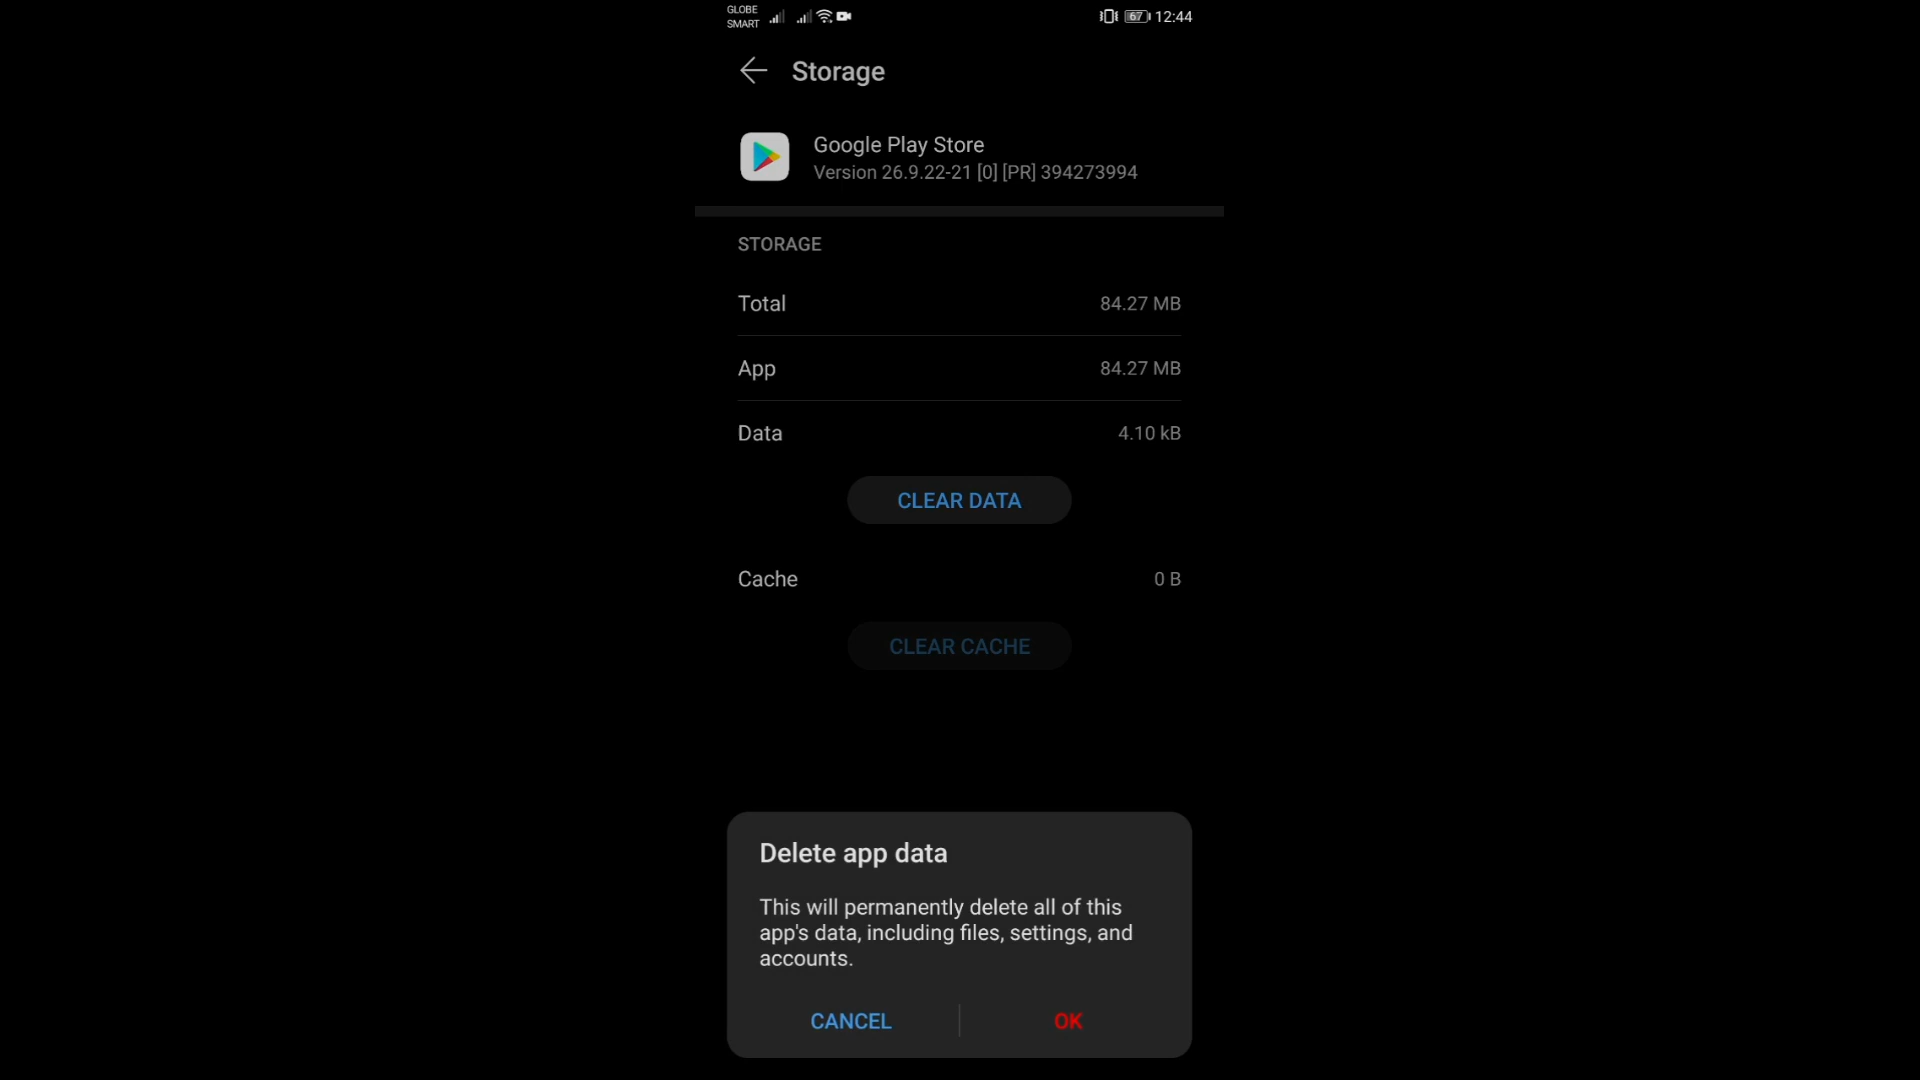 GLOBE
SMART
67 12:44
Storage
Google Play Store
Version 26.9.22-21 [0] [PR] 394273994
STORAGE
Total 84.27 MB
App 84.27 MB
Data 4.10 kB
CLEAR DATA
Cache 0 B
CLEAR CACHE
Delete app data
This will permanently delete all of this
app's data, including files, settings, and
accounts.
CANCEL OK